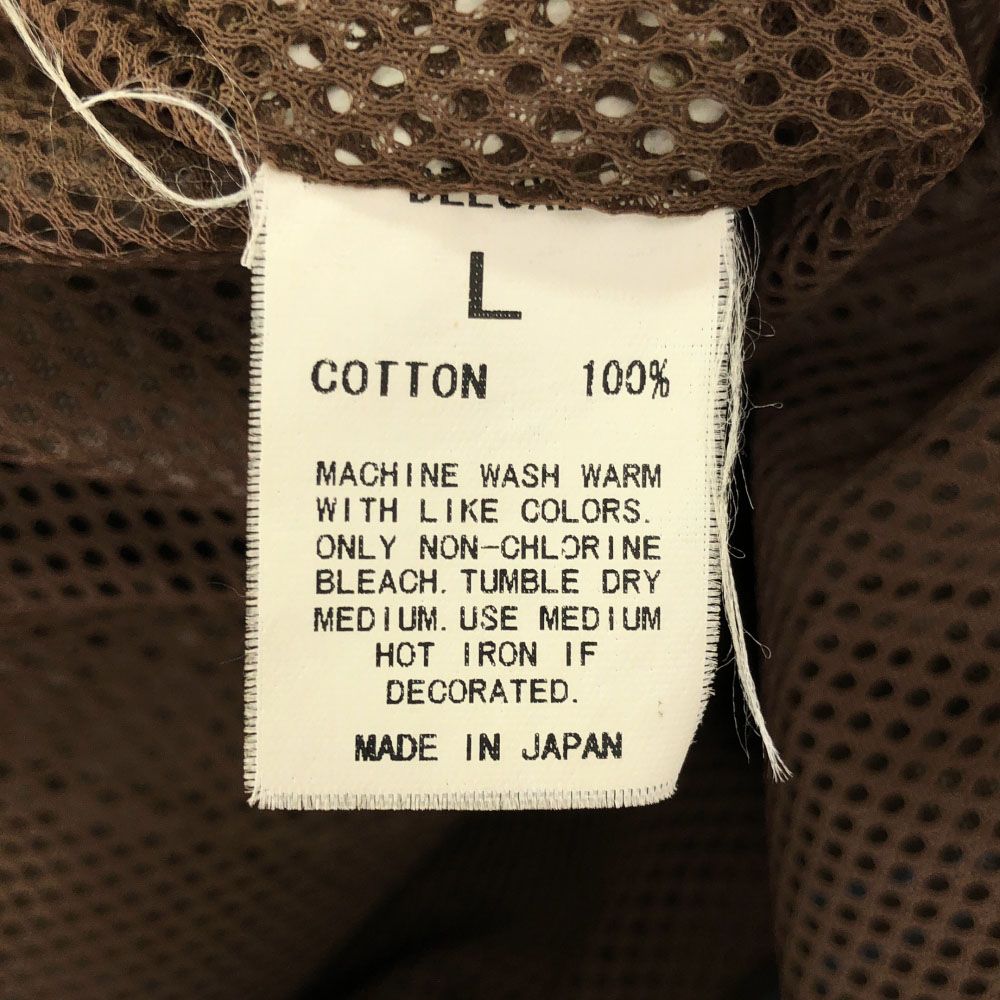 L
COTTON 100%
MACHINE WASH WARM
WITH LIKE COLORS.
ONLY NON-CHLORINE
BLEACH. TUMBLE DRY
MEDIUM. USE MEDIUM
HOT IRON IF
DECORATED.
MADE IN JAPAN